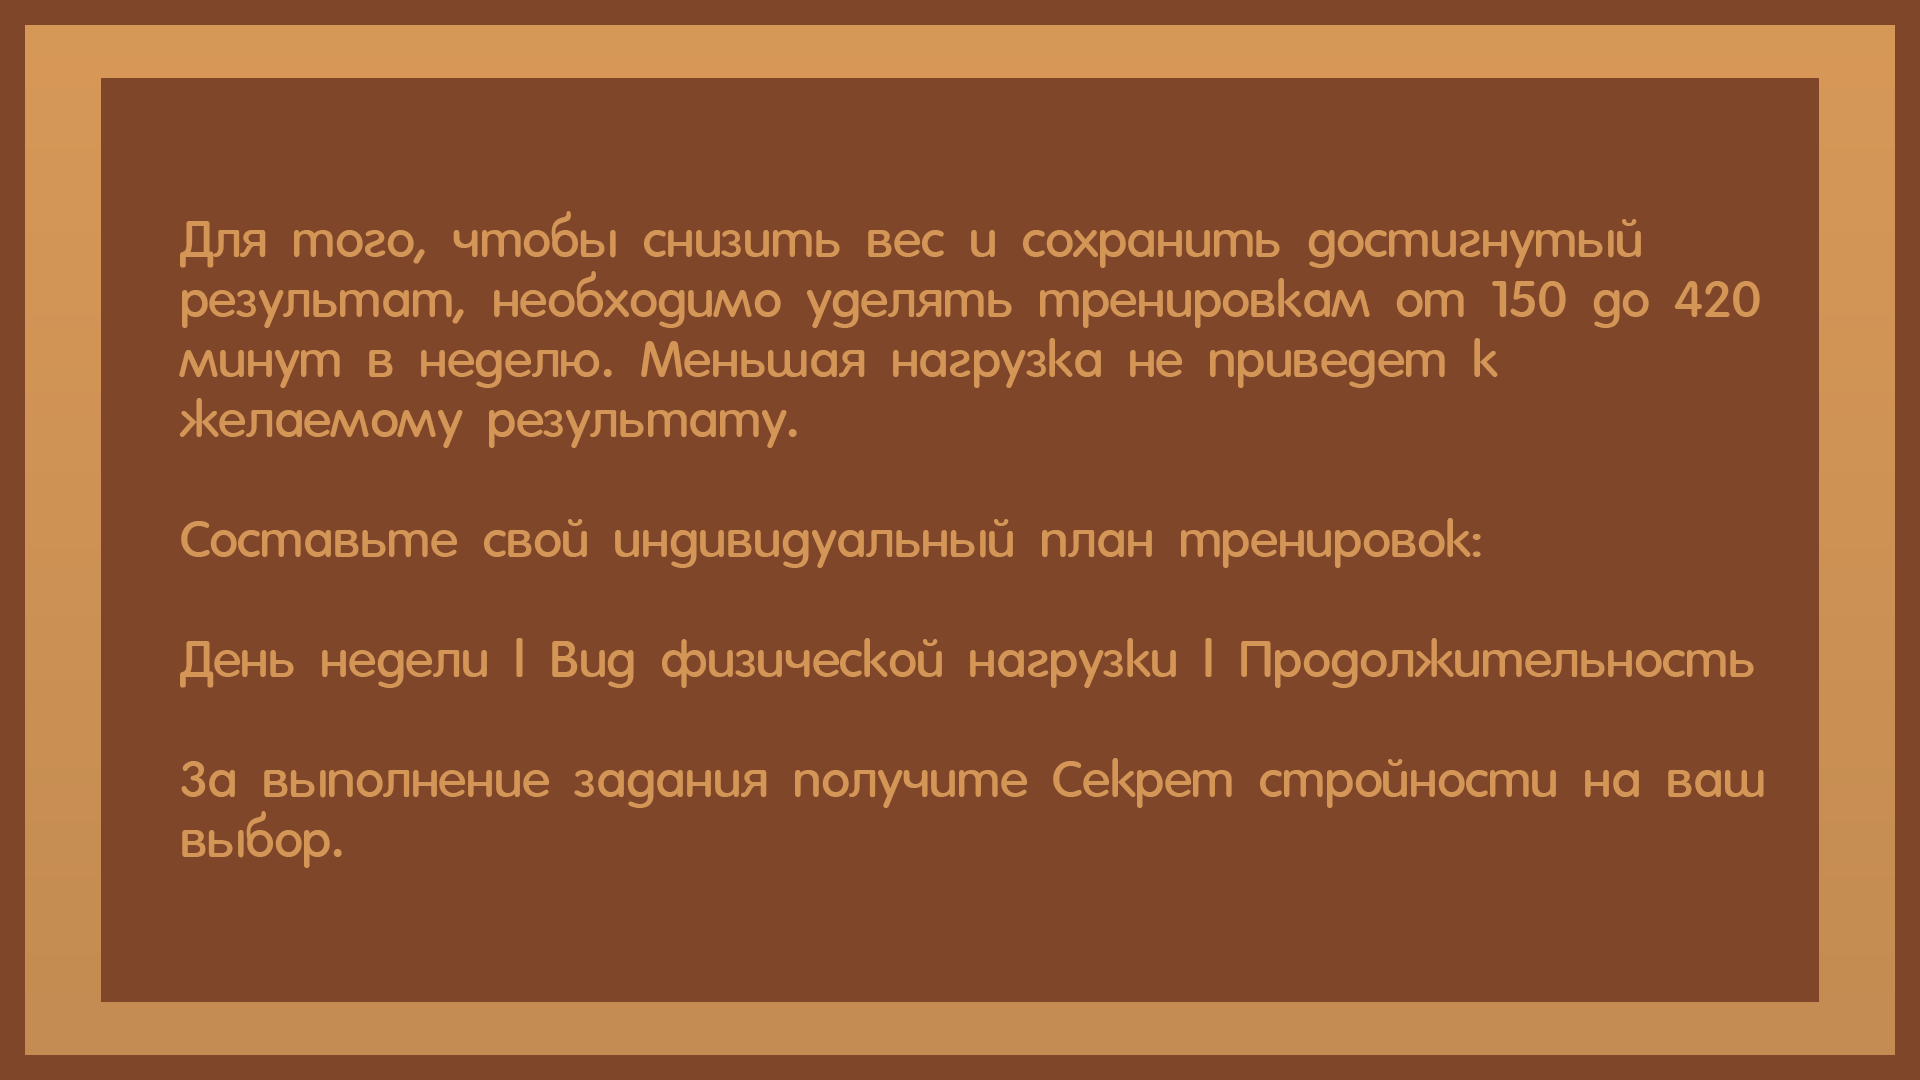 Для того, чтобы снизить вес и сохранить достигнутый
результат, необходимо уделять тренировкам от 150 до 420
минут в неделю. Меньшая нагрузка не приведет к
желаемому результату.
Составьте свой индивидуальный план тренировок:
День недели | Вид физической нагрузки | Продолжительность
За выполнение задания получите Секрет стройности на ваш
выбор.